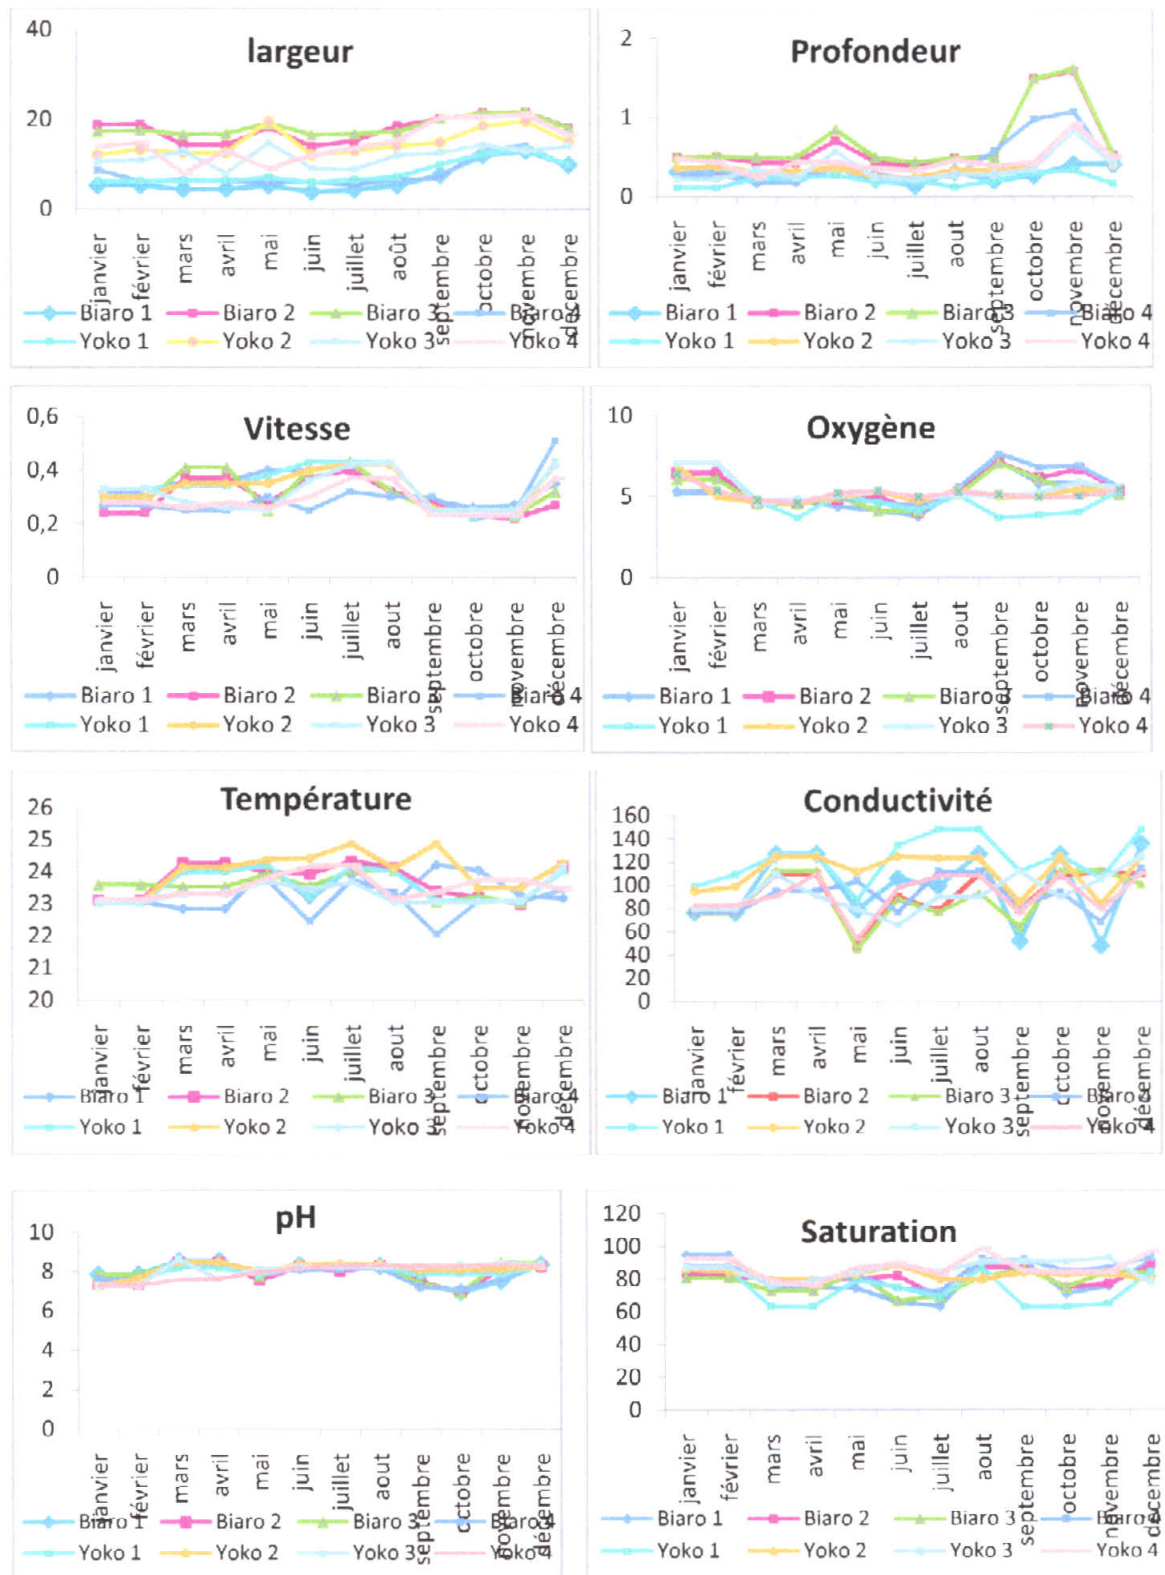 largeur
40
20
0
janvier
février
mars
avril
mai
juin
juillet
août
septembre
octobre
novembre
décembre
Biaro 1 Biaro 2 Biaro 3 Biaro 4
Yoko 1 Yoko 2 Yoko 3 Yoko 4
Profondeur
2
1
0
janvier
février
mars
avril
mai
juin
juillet
aout
septembre
octobre
novembre
décembre
Biaro 1 Biaro 2 Biaro 3 Biaro 4
Yoko 1 Yoko 2 Yoko 3 Yoko 4
Vitesse
0,6
0,4
0,2
0
janvier
février
mars
avril
mai
juin
juillet
aout
septembre
octobre
novembre
décembre
Biaro 1 Biaro 2 Biaro 3 Biaro 4
Yoko 1 Yoko 2 Yoko 3 Yoko 4
Oxygène
10
5
0
janvier
février
mars
avril
mai
juin
juillet
aout
septembre
octobre
novembre
décembre
Biaro 1 Biaro 2 Biaro 3 Biaro 4
Yoko 1 Yoko 2 Yoko 3 Yoko 4
Température
26
25
24
23
22
21
20
janvier
février
mars
avril
mai
juin
juillet
aout
septembre
octobre
novembre
décembre
Biaro 1 Biaro 2 Biaro 3 Biaro 4
Yoko 1 Yoko 2 Yoko 3 Yoko 4
Conductivité
160
140
120
100
80
60
40
20
0
janvier
février
mars
avril
mai
juin
juillet
aout
septembre
octobre
novembre
décembre
Biaro 1 Biaro 2 Biaro 3 Biaro 4
Yoko 1 Yoko 2 Yoko 3 Yoko 4
pH
10
8
6
4
2
0
janvier
février
mars
avril
mai
juin
juillet
aout
septembre
octobre
novembre
décembre
Biaro 1 Biaro 2 Biaro 3 Biaro 4
Yoko 1 Yoko 2 Yoko 3 Yoko 4
Saturation
120
100
80
60
40
20
0
janvier
février
mars
avril
mai
juin
juillet
aout
septembre
octobre
novembre
décembre
Biaro 1 Biaro 2 Biaro 3 Biaro 4
Yoko 1 Yoko 2 Yoko 3 Yoko 4